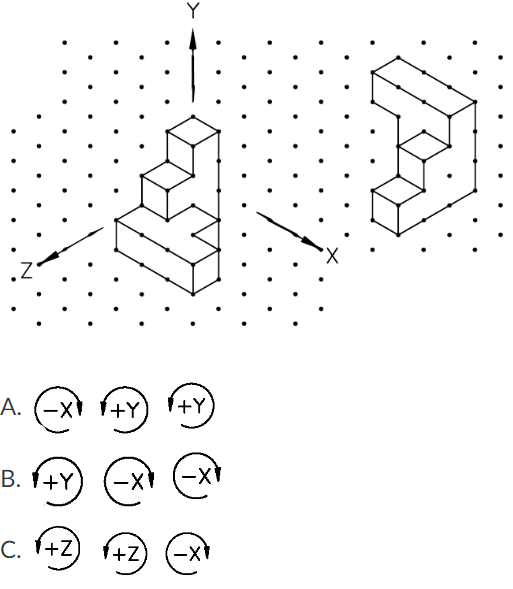 Y
Z
X
A. −X +Y +Y
B. +Y −X −X
C. +Z +Z −X